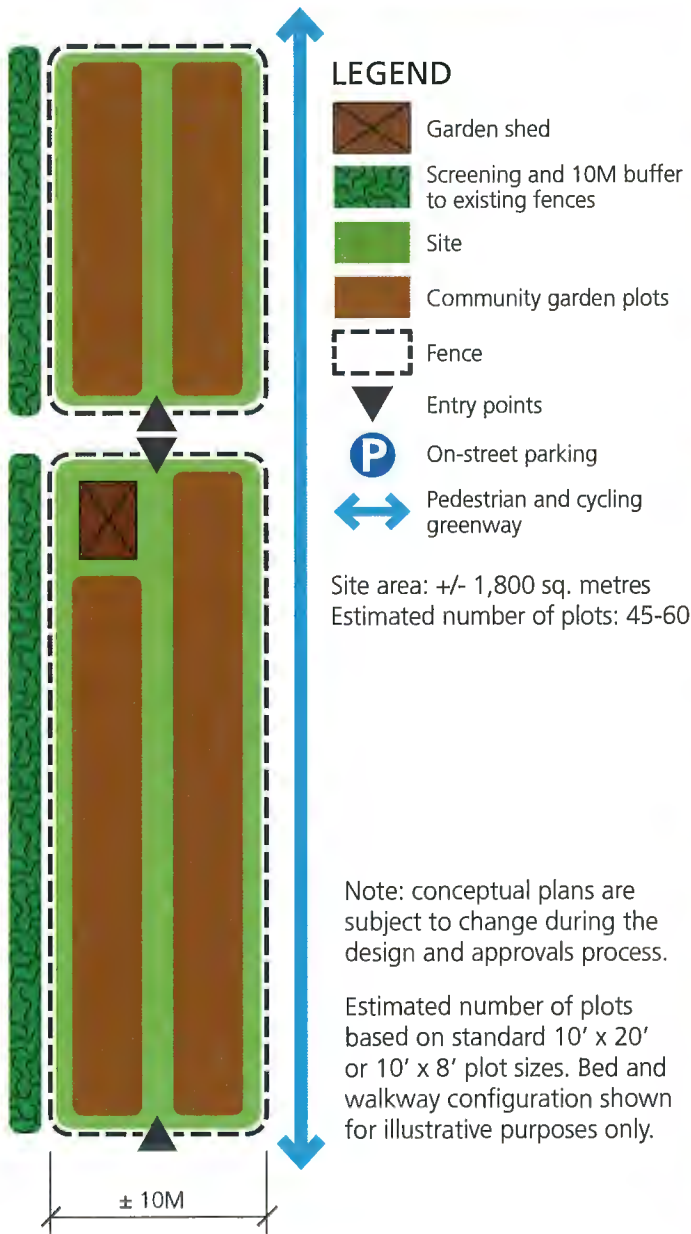 LEGEND
Garden shed
Screening and 10M buffer
to existing fences
Site
Community garden plots
Fence
Entry points
P
On-street parking
Pedestrian and cycling
greenway
Site area: +/- 1,800 sq. metres
Estimated number of plots: 45-60
Note: conceptual plans are
subject to change during the
design and approvals process.
Estimated number of plots
based on standard 10' x 20'
or 10' x 8' plot sizes. Bed and
walkway configuration shown
for illustrative purposes only.
± 10M